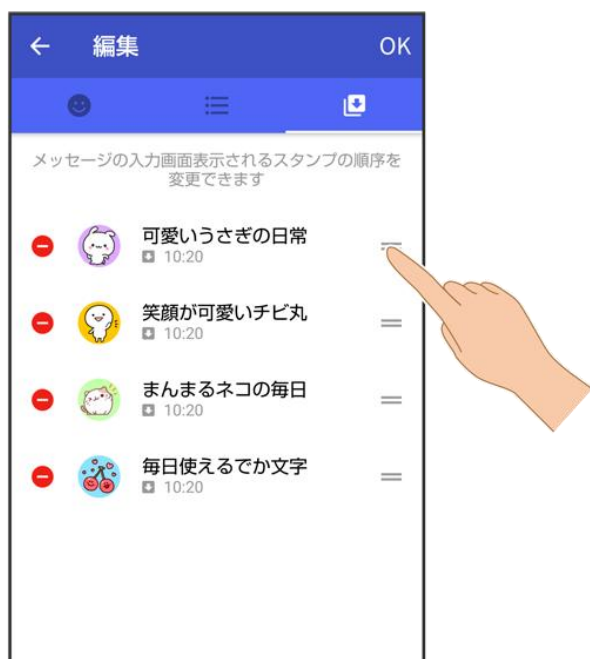 編集
OK
メッセージの入力画面表示されるスタンプの順序を
変更できます
可愛いうさぎの日常
10:20
笑顔が可愛いチビ丸
10:20
まんまるネコの毎日
10:20
毎日使えるでか文字
10:20